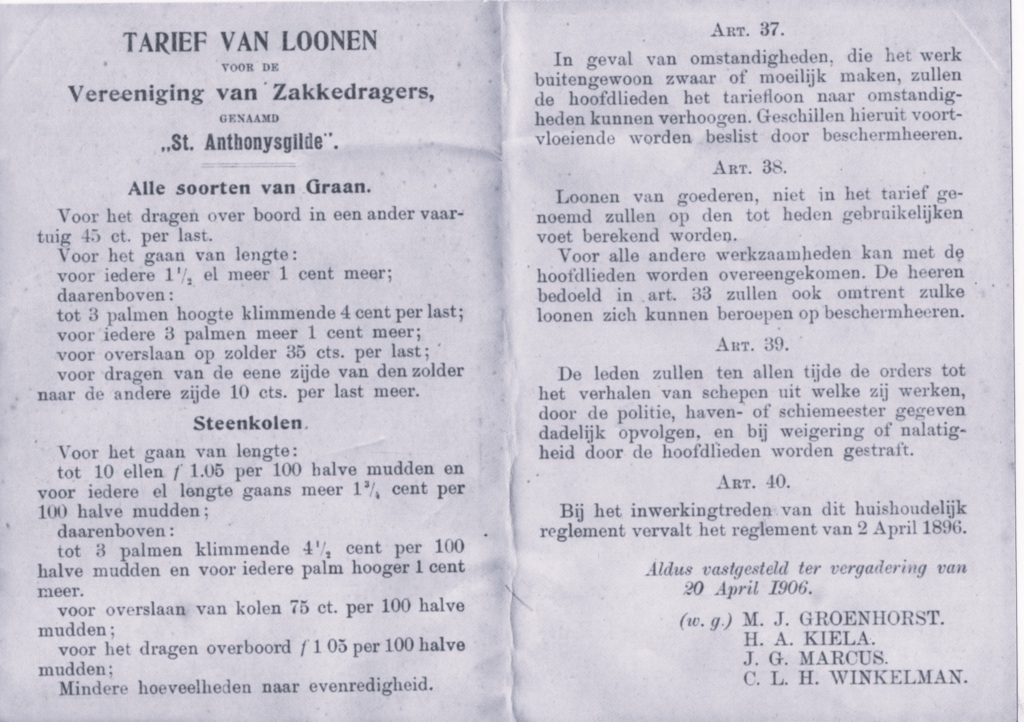 TARIEF VAN LOONEN
VOOR DE
Vereeniging van Zakkedragers,
GENAAMD
„St. Anthonysgilde”.
Alle soorten van Graan.
Voor het dragen over boord in een ander vaar-
tuig 45 ct. per last.
Voor het gaan van lengte:
voor iedere 1 1/2 el meer 1 cent meer;
daarenboven:
tot 3 palmen hoogte klimmende 4 cent per last;
voor iedere 3 palmen meer 1 cent meer;
voor overslaan op zolder 35 cts. per last;
voor dragen van de eene zijde van den zolder
naar de andere zijde 10 cts. per last meer.
Steenkolen.
Voor het gaan van lengte:
tot 10 ellen f 1.05 per 100 halve mudden en
voor iedere el lengte gaans meer 1 3/4 cent per
100 halve mudden;
daarenboven:
tot 3 palmen klimmende 4 1/2 cent per 100
halve mudden en voor iedere palm hooger 1 cent
meer.
voor overslaan van kolen 75 ct. per 100 halve
mudden;
voor het dragen overboord f 1 05 per 100 halve
mudden;
Mindere hoeveelheden naar evenredigheid.
ART. 37.
In geval van omstandigheden, die het werk
buitengewoon zwaar of moeilijk maken, zullen
de hoofdlieden het tariefloon naar omstandig-
heden kunnen verhoogen. Geschillen hieruit voort-
vloeiende worden beslist door beschermheeren.
ART. 38.
Loonen van goederen, niet in het tarief ge-
noemd zullen op den tot heden gebruikelijken
voet berekend worden.
Voor alle andere werkzaamheden kan met de
hoofdlieden worden overeengekomen. De heeren
bedoeld in art. 33 zullen ook omtrent zulke
loonen zich kunnen beroepen op beschermheeren.
ART. 39.
De leden zullen ten allen tijde de orders tot
het verhalen van schepen uit welke zij werken,
door de politie, haven- of schiemeester gegeven
dadelijk opvolgen, en bij weigering of nalatig-
heid door de hoofdlieden worden gestraft.
ART. 40.
Bij het inwerkingtreden van dit huishoudelijk
reglement vervalt het reglement van 2 April 1896.
Aldus vastgesteld ter vergadering van
20 April 1906.
(w. g.) M. J. GROENHORST.
H. A. KIELA.
J. G. MARCUS.
C. L. H. WINKELMAN.